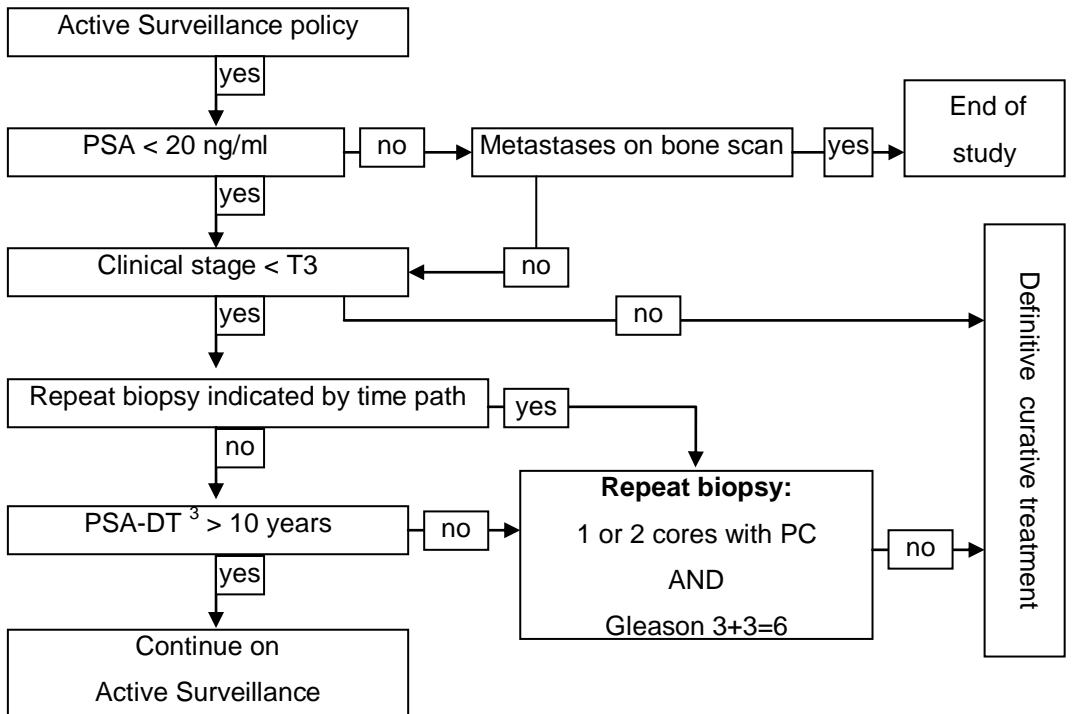 Active Surveillance policy
yes
PSA < 20 ng/ml
no
Metastases on bone scan
yes
End of
study
yes
no
Clinical stage < T3
yes
no
Definitive curative treatment
Repeat biopsy indicated by time path
yes
no
Repeat biopsy:
1 or 2 cores with PC
AND
Gleason 3+3=6
no
PSA-DT ³ > 10 years
no
yes
Continue on
Active Surveillance